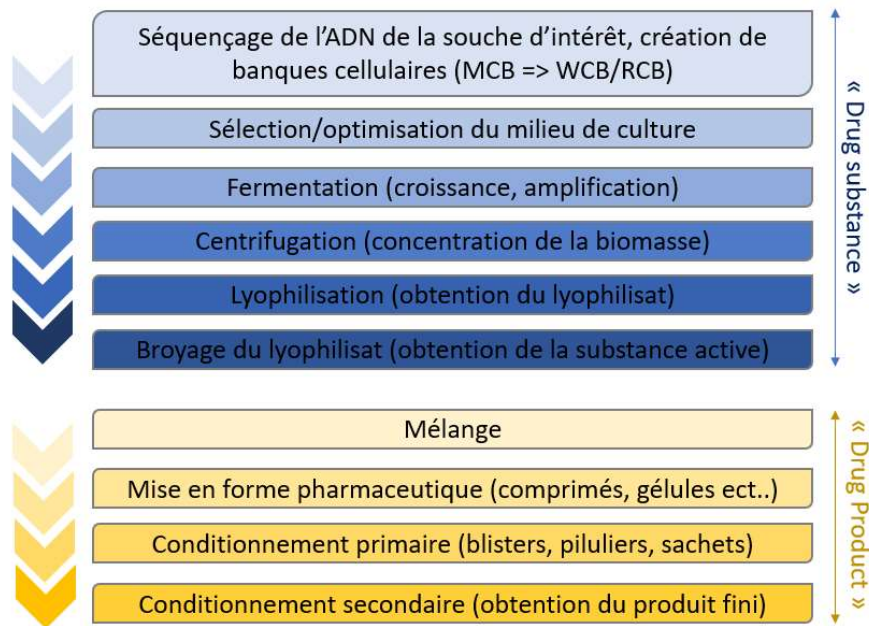 Séquençage de l’ADN de la souche d’intérêt, création de
banques cellulaires (MCB => WCB/RCB)
Sélection/optimisation du milieu de culture
Fermentation (croissance, amplification)
Centrifugation (concentration de la biomasse)
Lyophilisation (obtention du lyophilisat)
Broyage du lyophilisat (obtention de la substance active)
« Drug substance »
Mélange
Mise en forme pharmaceutique (comprimés, gélules ect..)
Conditionnement primaire (blisters, piluliers, sachets)
Conditionnement secondaire (obtention du produit fini)
« Drug Product »